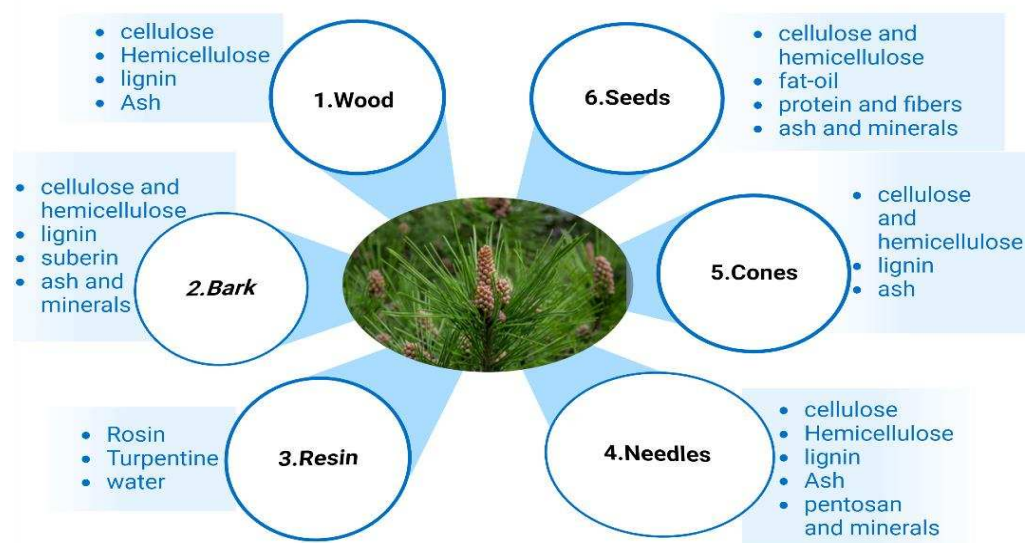 1.Wood
• cellulose
• Hemicellulose
• lignin
• Ash
2.Bark
• cellulose and
hemicellulose
• lignin
• suberin
• ash and
minerals
3.Resin
• Rosin
• Turpentine
• water
4.Needles
• cellulose
• Hemicellulose
• lignin
• Ash
• pentosan
and minerals
5.Cones
• cellulose
and
hemicellulose
• lignin
• ash
6.Seeds
• cellulose and
hemicellulose
• fat-oil
• protein and fibers
• ash and minerals